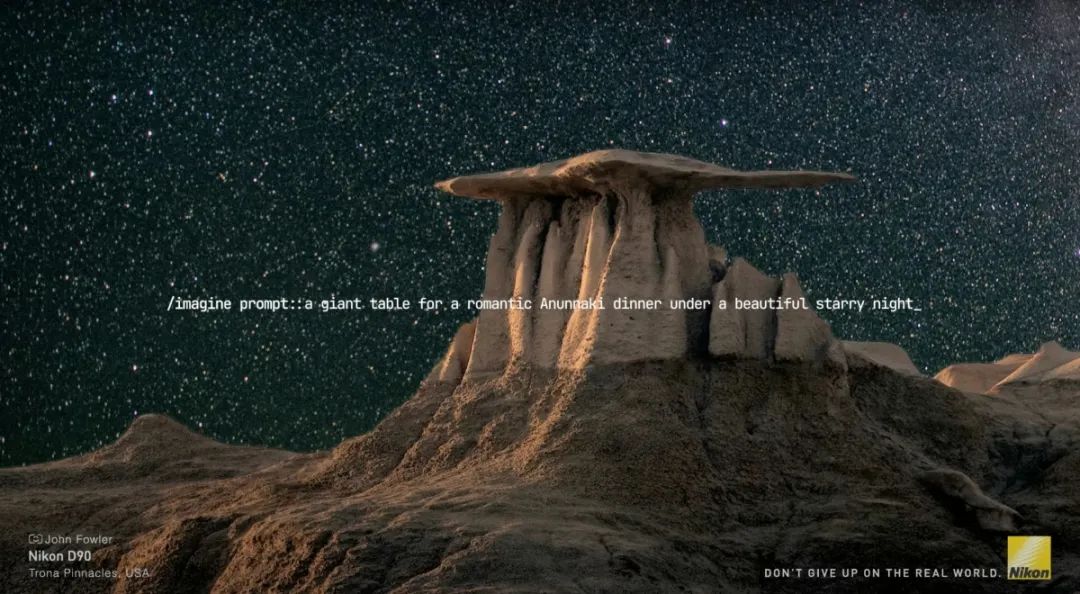 /imagine prompt::a giant table for a romantic Anunnaki dinner under a beautiful starry night_
John Fowler
Nikon D90
Trona Pinnacles, USA
DON'T GIVE UP ON THE REAL WORLD.
Nikon